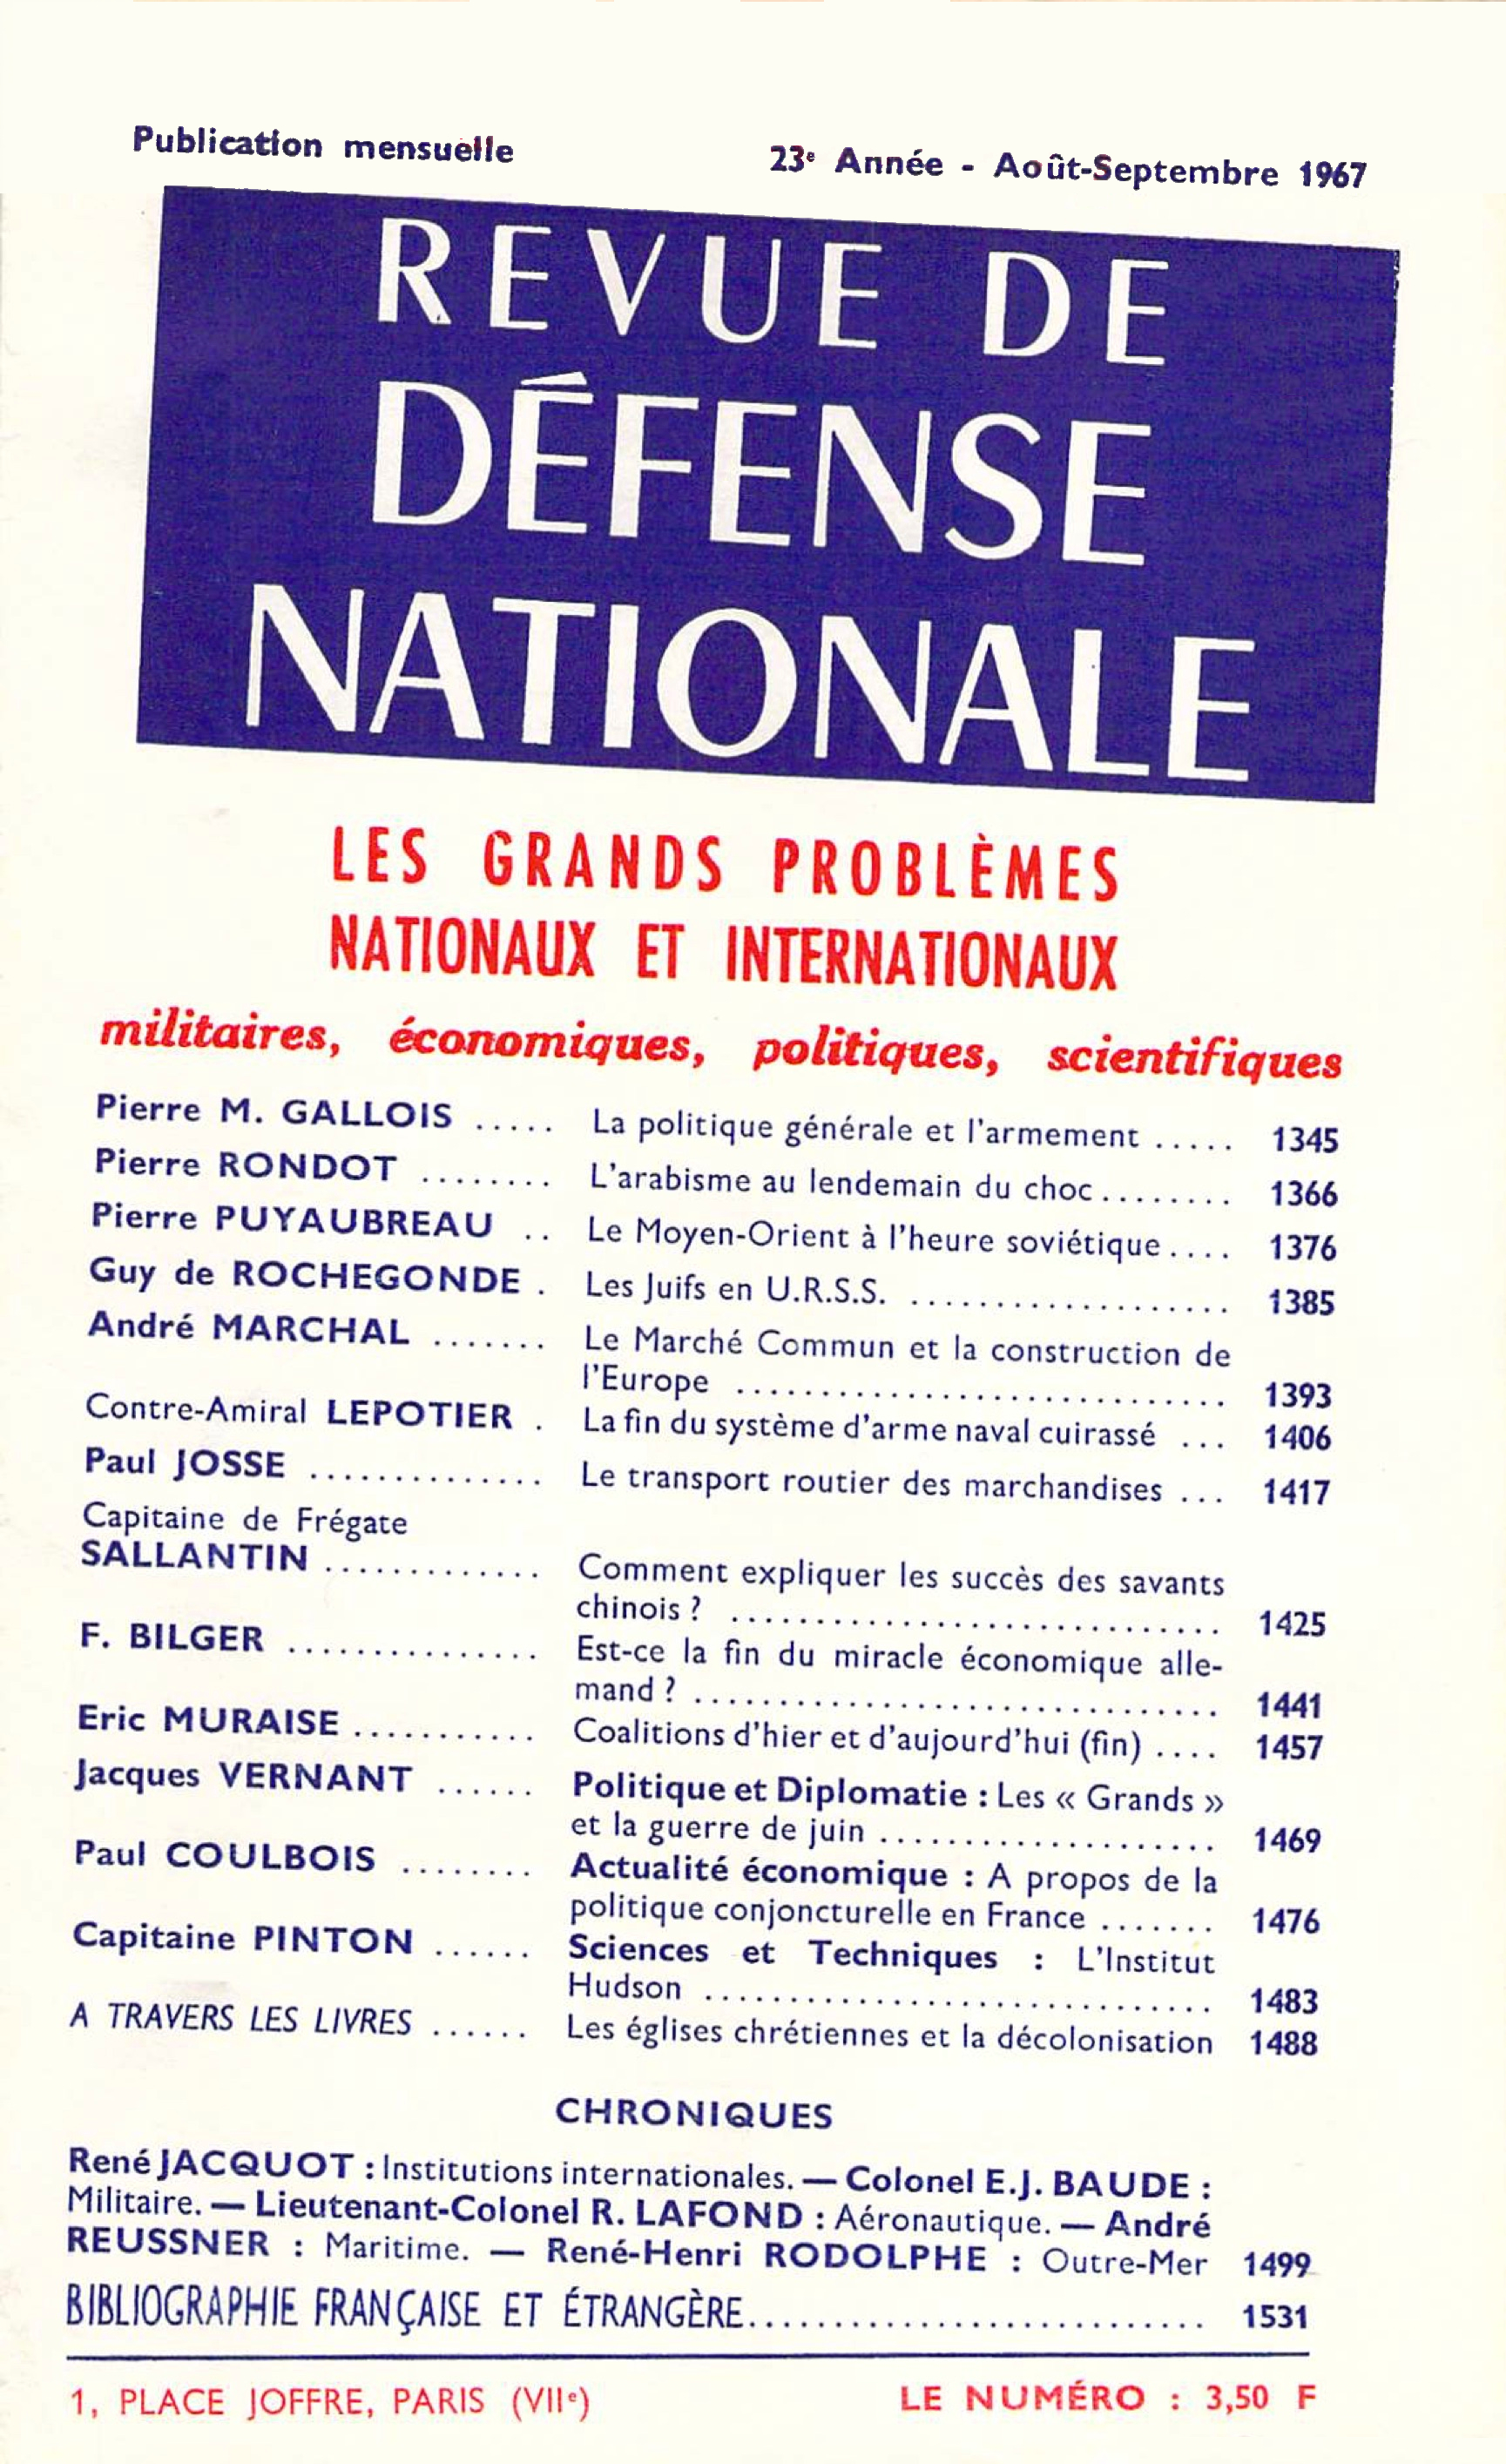 Publication mensuelle
23e Année - Août-Septembre 1967
REVUE DE
DÉFENSE
NATIONALE
LES GRANDS PROBLÈMES
NATIONAUX ET INTERNATIONAUX
militaires, économiques, politiques, scientifiques
Pierre M. GALLOIS ..... La politique générale et l'armement ..... 1345
Pierre RONDOT ........ L'arabisme au lendemain du choc........ 1366
Pierre PUYAUBREAU .. Le Moyen-Orient à l'heure soviétique.... 1376
Guy de ROCHEGONDE . Les Juifs en U.R.S.S. ................... 1385
André MARCHAL ....... Le Marché Commun et la construction de
l'Europe ............................. 1393
Contre-Amiral LEPOTIER . La fin du système d'arme naval cuirassé ... 1406
Paul JOSSE .............. Le transport routier des marchandises ... 1417
Capitaine de Frégate
SALLANTIN ............. Comment expliquer les succès des savants
chinois ? ............................. 1425
F. BILGER ............... Est-ce la fin du miracle économique alle-
mand ? ............................... 1441
Eric MURAISE ........... Coalitions d'hier et d'aujourd'hui (fin) .... 1457
Jacques VERNANT ...... Politique et Diplomatie : Les « Grands »
et la guerre de juin .................... 1469
Paul COULBOIS ........ Actualité économique : A propos de la
politique conjoncturelle en France ....... 1476
Capitaine PINTON ...... Sciences et Techniques : L'Institut
Hudson .............................. 1483
A TRAVERS LES LIVRES ...... Les églises chrétiennes et la décolonisation 1488
CHRONIQUES
René JACQUOT : Institutions internationales. — Colonel E.J. BAUDE :
Militaire. — Lieutenant-Colonel R. LAFOND : Aéronautique. — André
REUSSNER : Maritime. — René-Henri RODOLPHE : Outre-Mer 1499
BIBLIOGRAPHIE FRANÇAISE ET ÉTRANGÈRE........................... 1531
1, PLACE JOFFRE, PARIS (VIIe)
LE NUMÉRO : 3,50 F